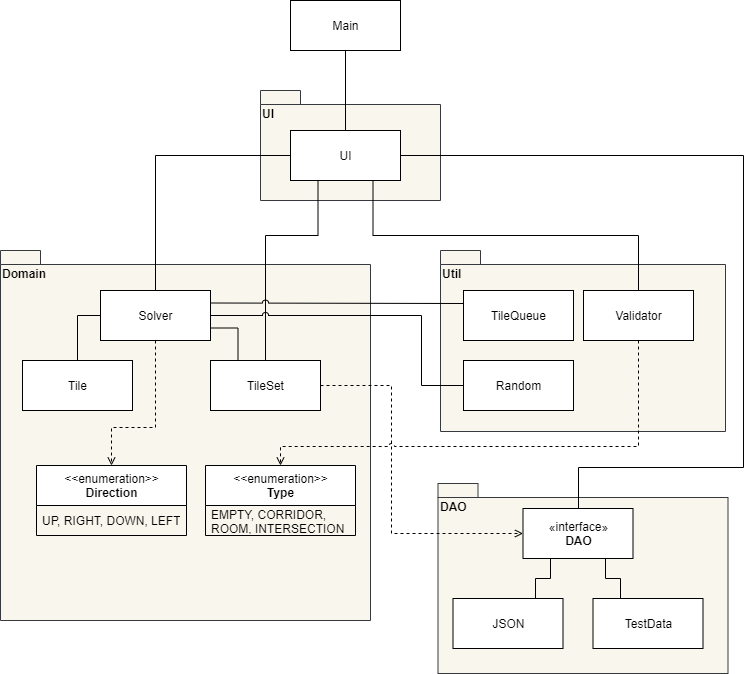 Main
UI
UI
Domain
Util
Solver
TileQueue
Validator
Tile
TileSet
Random
<<enumeration>>
Direction
UP, RIGHT, DOWN, LEFT
<<enumeration>>
Type
EMPTY, CORRIDOR,
ROOM, INTERSECTION
DAO
«interface»
DAO
JSON
TestData